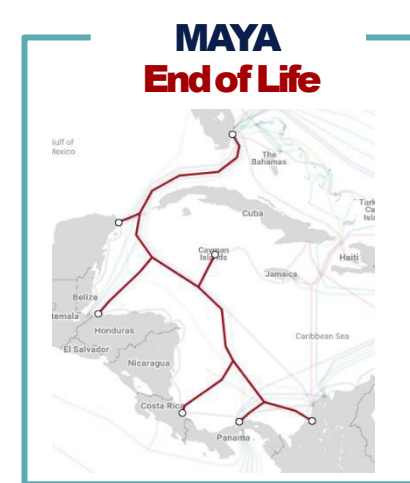 MAYA
End of Life
Gulf of
Mexico
The
Bahamas
Cuba
Cayman
Islands
Haiti
Jamaica
Belize
Honduras
El Salvador
Caribbean Sea
Nicaragua
Costa Rica
Panama